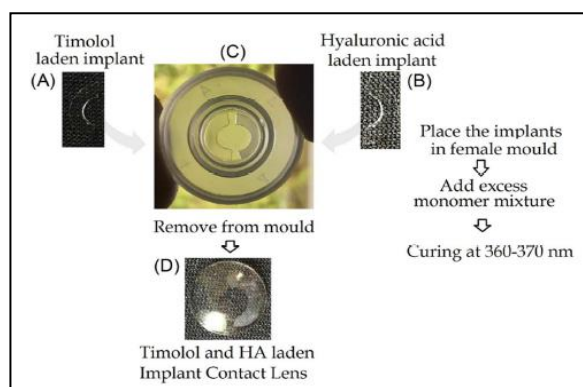 Timolol
laden implant
(A)
(C)
Hyaluronic acid
laden implant
(B)
Place the implants
in female mould
Add excess
monomer mixture
Curing at 360-370 nm
Remove from mould
(D)
Timolol and HA laden
Implant Contact Lens